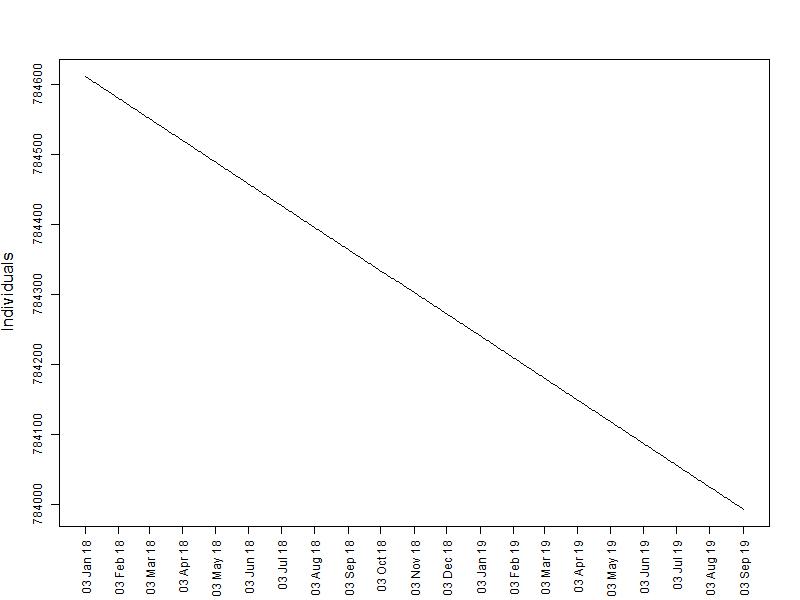 Individuals
784600
784500
784400
784300
784200
784100
784000
03 Jan 18
03 Feb 18
03 Mar 18
03 Apr 18
03 May 18
03 Jun 18
03 Jul 18
03 Aug 18
03 Sep 18
03 Oct 18
03 Nov 18
03 Dec 18
03 Jan 19
03 Feb 19
03 Mar 19
03 Apr 19
03 May 19
03 Jun 19
03 Jul 19
03 Aug 19
03 Sep 19